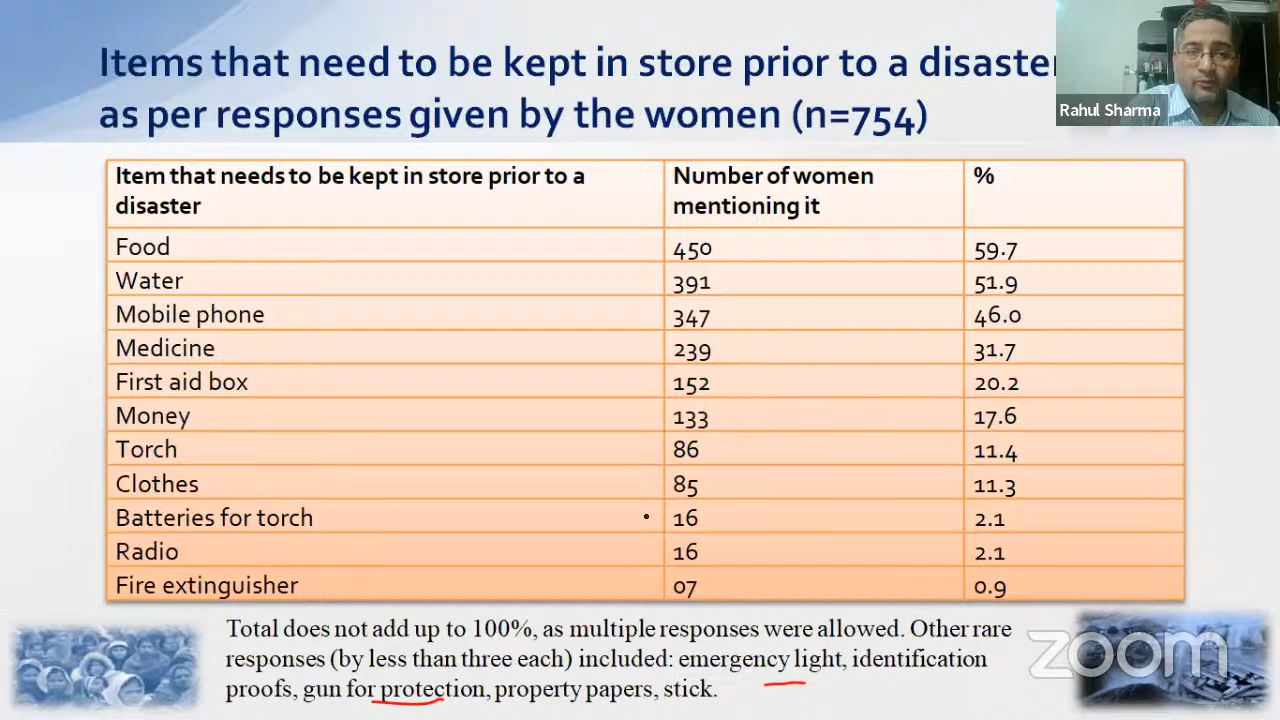 Items that need to be kept in store prior to a disaster
as per responses given by the women (n=754)
Rahul Sharma
Item that needs to be kept in store prior to a disaster | Number of women mentioning it | %
Food | 450 | 59.7
Water | 391 | 51.9
Mobile phone | 347 | 46.0
Medicine | 239 | 31.7
First aid box | 152 | 20.2
Money | 133 | 17.6
Torch | 86 | 11.4
Clothes | 85 | 11.3
Batteries for torch | 16 | 2.1
Radio | 16 | 2.1
Fire extinguisher | 07 | 0.9
Total does not add up to 100%, as multiple responses were allowed. Other rare
responses (by less than three each) included: emergency light, identification
proofs, gun for protection, property papers, stick.
zoom